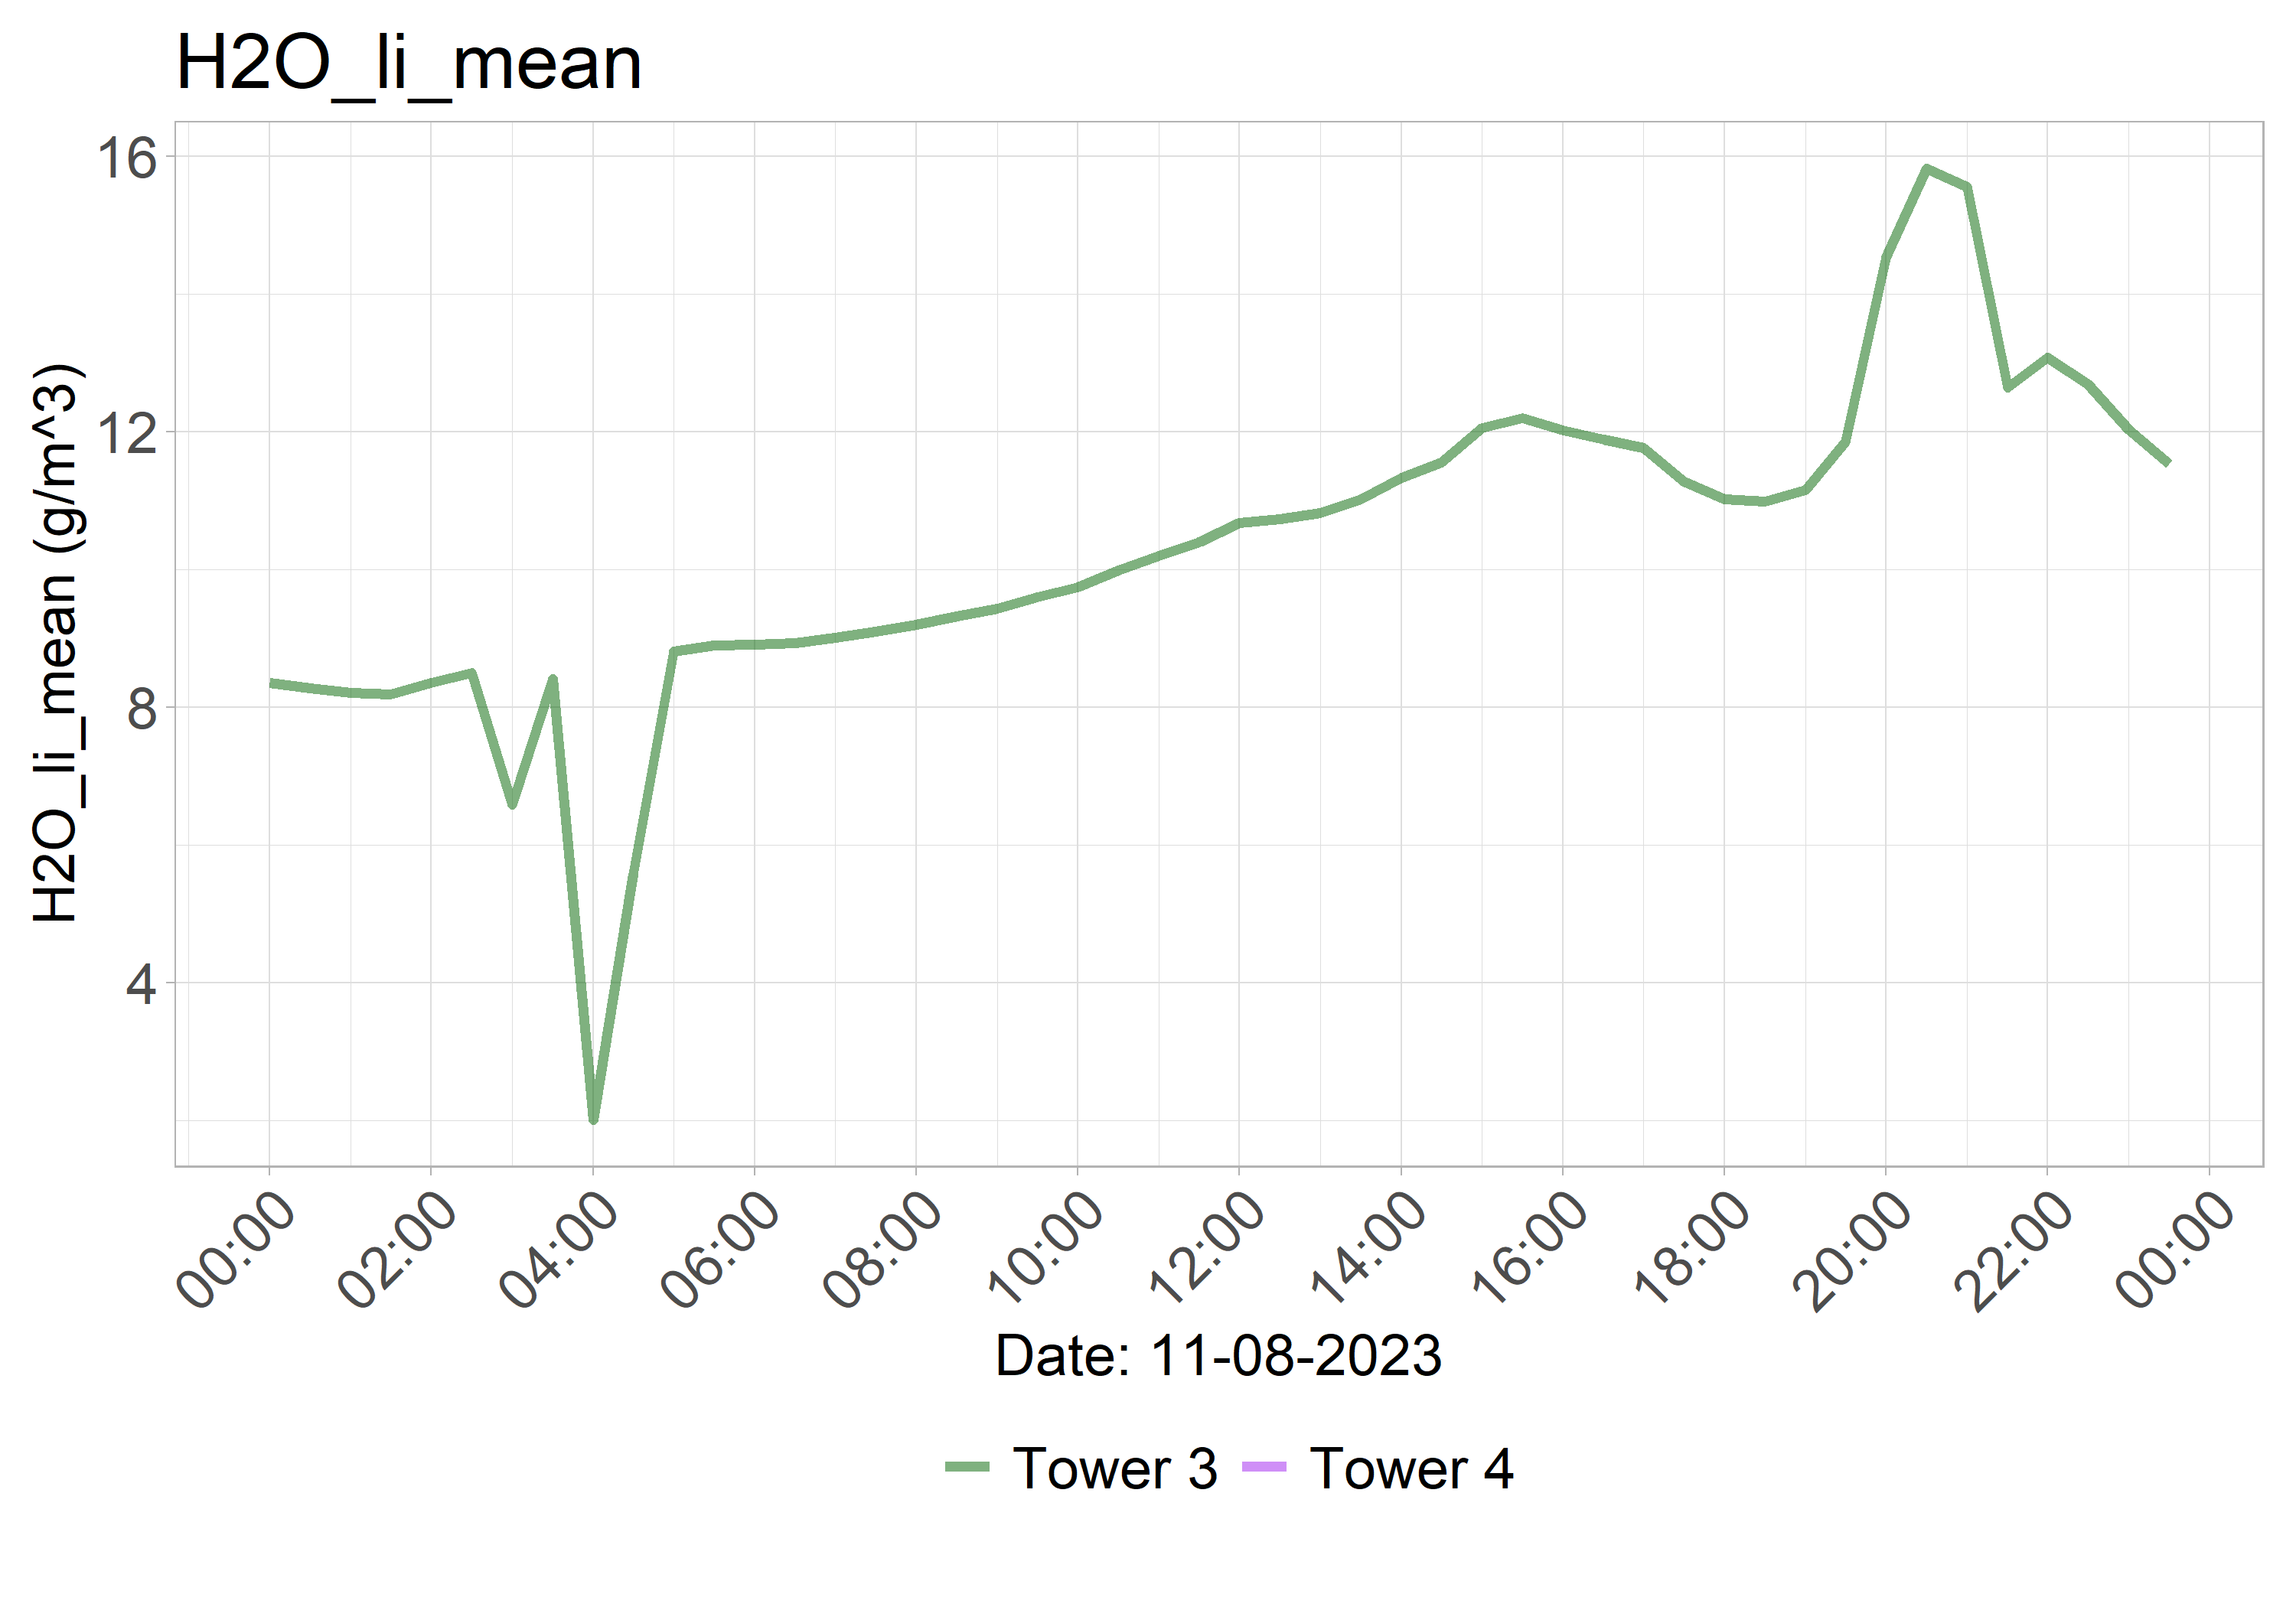 H2O_li_mean
H2O_li_mean (g/m^3)
16
12
8
4
00:00 02:00 04:00 06:00 08:00 10:00 12:00 14:00 16:00 18:00 20:00 22:00 00:00
Date: 11-08-2023
Tower 3 Tower 4